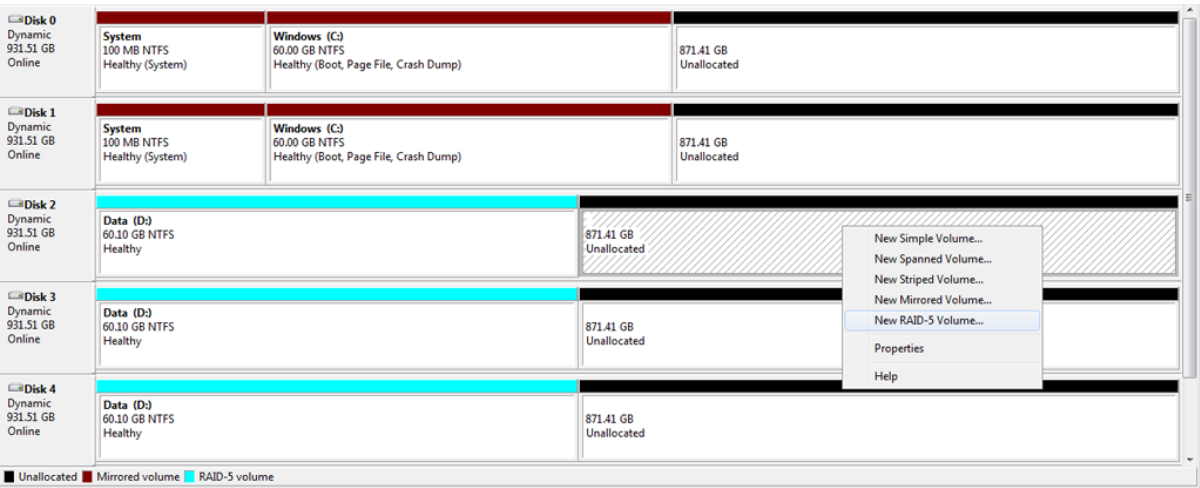 Disk 0
Dynamic
931.51 GB
Online
System
100 MB NTFS
Healthy (System)
Windows (C:)
60.00 GB NTFS
Healthy (Boot, Page File, Crash Dump)
871.41 GB
Unallocated
Disk 1
Dynamic
931.51 GB
Online
System
100 MB NTFS
Healthy (System)
Windows (C:)
60.00 GB NTFS
Healthy (Boot, Page File, Crash Dump)
871.41 GB
Unallocated
Disk 2
Dynamic
931.51 GB
Online
Data (D:)
60.10 GB NTFS
Healthy
871.41 GB
Unallocated
New Simple Volume...
New Spanned Volume...
New Striped Volume...
New Mirrored Volume...
New RAID-5 Volume...
Properties
Help
Disk 3
Dynamic
931.51 GB
Online
Data (D:)
60.10 GB NTFS
Healthy
871.41 GB
Unallocated
Disk 4
Dynamic
931.51 GB
Online
Data (D:)
60.10 GB NTFS
Healthy
871.41 GB
Unallocated
Unallocated Mirrored volume RAID-5 volume